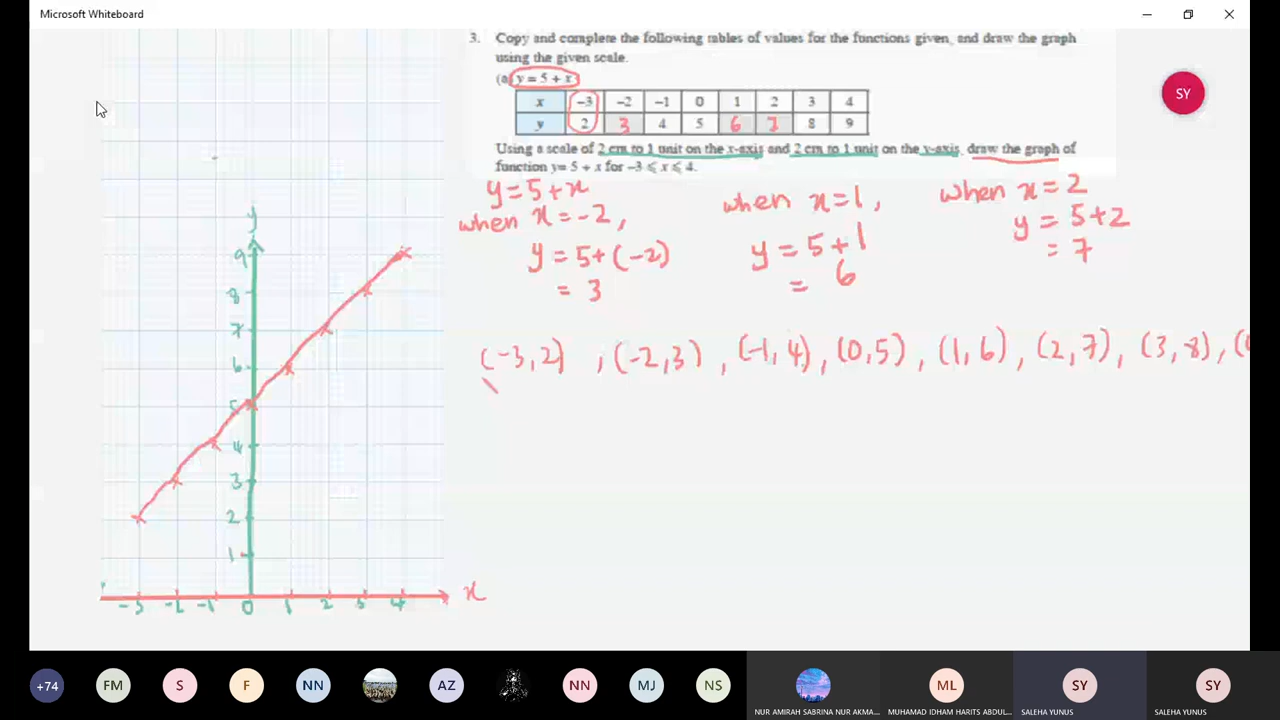 Microsoft Whiteboard
3. Copy and complete the following tables of values for the functions given, and draw the graph
using the given scale.
(a) y = 5 + x
x -3 -2 -1 0 1 2 3 4
y 2 3 4 5 6 7 8 9
Using a scale of 2 cm to 1 unit on the x-axis and 2 cm to 1 unit on the y-axis, draw the graph of
function y= 5 + x for -3 ⩽ x ⩽ 4.
SY
y = 5 + x
when x = -2,
y = 5 + (-2)
= 3
when x = 1,
y = 5 + 1
= 6
when x = 2
y = 5 + 2
= 7
(-3, 2) , (-2, 3) , (-1, 4), (0, 5) , (1, 6) , (2, 7) , (3, 8) , (
y
9
8
7
6
5
4
3
2
1
x
-3 -2 -1 0 1 2 3 4
+74 FM S F NN AZ NN MJ NS ML SY SY
NUR AMIRAH SABRINA NUR AKMA... MUHAMAD IDHAM HARITS ABDUL... SALEHA YUNUS SALEHA YUNUS